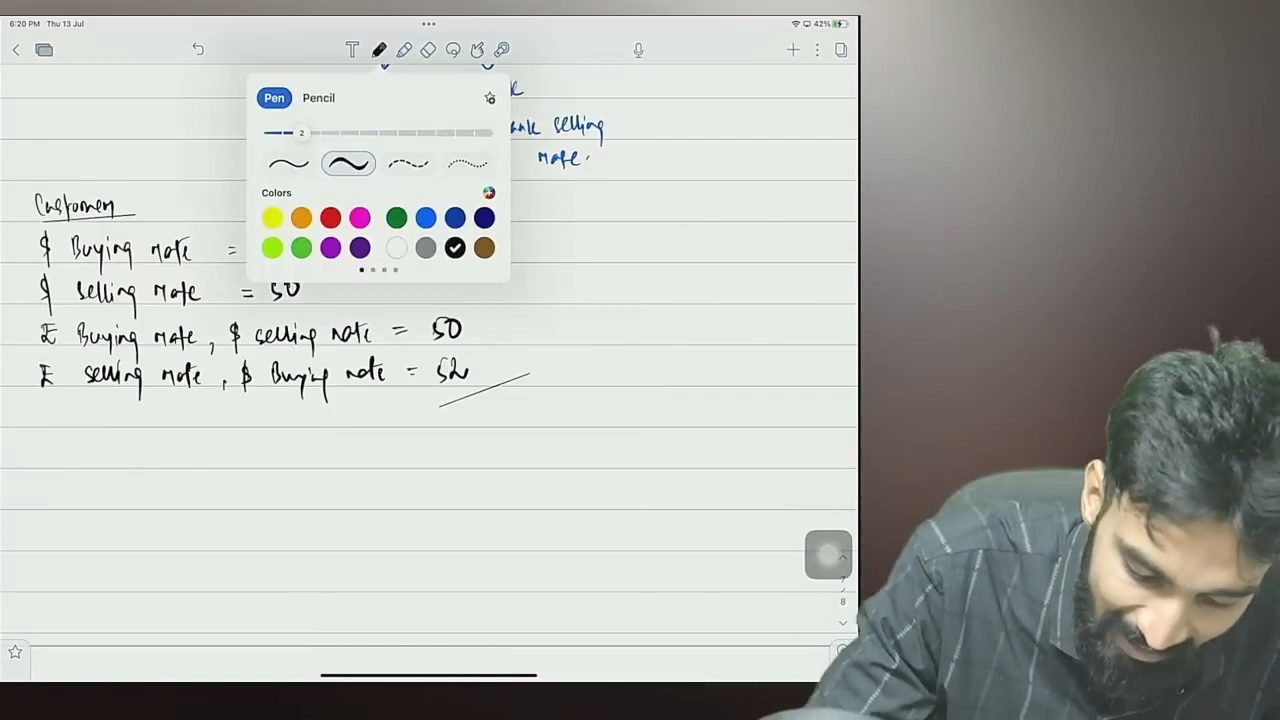 6:20 PM Thu 13 Jul
42%
T
Pen Pencil
2
Colors
selling
Rate.
Customer
$ Buying Rate =
$ selling Rate = 50
£ Buying Rate, $ selling Rate = 50
£ selling Rate, $ Buying Rate = 52
7
8